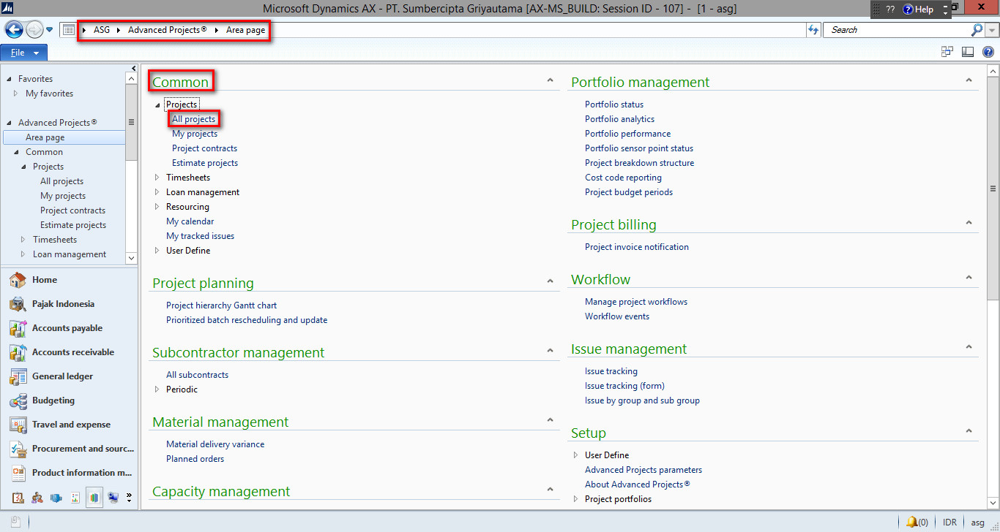 Microsoft Dynamics AX - PT. Sumbercipta Griyautama [AX-MS_BUILD: Session ID - 107] - [1 - asg]
?? Help
ASG Advanced Projects® Area page
Search
File
Favorites
My favorites
Advanced Projects®
Area page
Common
Projects
All projects
My projects
Project contracts
Estimate projects
Timesheets
Loan management
Home
Pajak Indonesia
Accounts payable
Accounts receivable
General ledger
Budgeting
Travel and expense
Procurement and sourc...
Product information m...
Common
Projects
All projects
My projects
Project contracts
Estimate projects
Timesheets
Loan management
Resourcing
My calendar
My tracked issues
User Define
Project planning
Project hierarchy Gantt chart
Prioritized batch rescheduling and update
Subcontractor management
All subcontracts
Periodic
Material management
Material delivery variance
Planned orders
Capacity management
Portfolio management
Portfolio status
Portfolio analytics
Portfolio performance
Portfolio sensor point status
Project breakdown structure
Cost code reporting
Project budget periods
Project billing
Project invoice notification
Workflow
Manage project workflows
Workflow events
Issue management
Issue tracking
Issue tracking (form)
Issue by group and sub group
Setup
User Define
Advanced Projects parameters
About Advanced Projects®
Project portfolios
(0) IDR asg